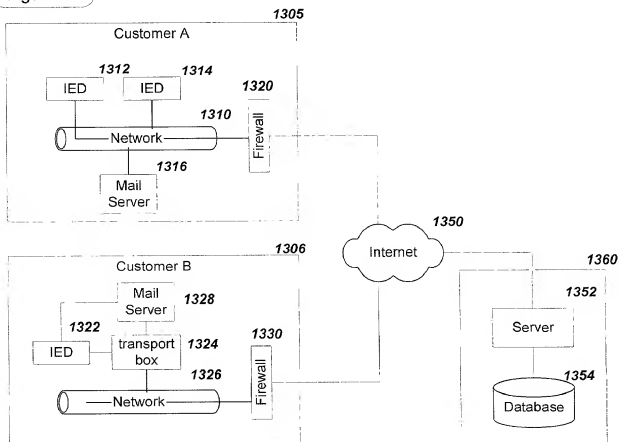 1305
Customer A
1312
1314
IED
IED
1320
1310
Network
Firewall
1316
Mail
Server
1350
Internet
1306
Customer B
1360
Mail
Server
1328
1352
1322
1330
Server
IED
transport
box
1324
1326
Firewall
Network
1354
Database